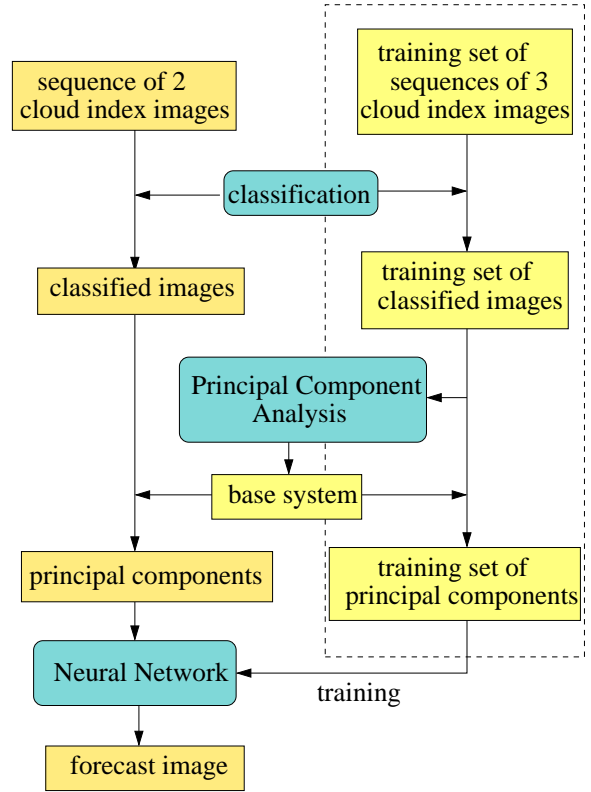 sequence of 2
cloud index images
training set of
sequences of 3
cloud index images
classification
classified images
training set of
classified images
Principal Component
Analysis
base system
principal components
training set of
principal components
Neural Network
training
forecast image